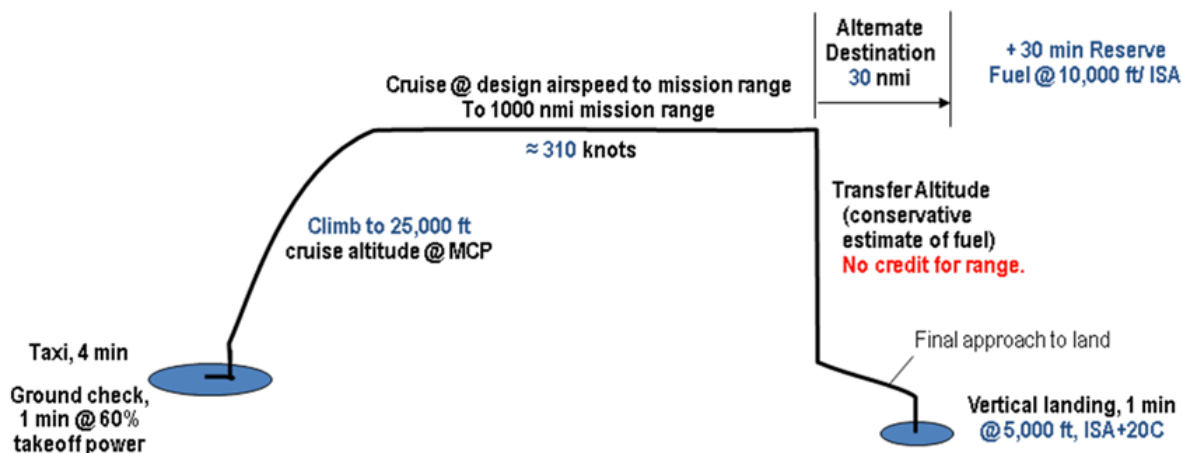 Alternate
Destination
30 nmi
+ 30 min Reserve
Fuel @ 10,000 ft/ ISA
Cruise @ design airspeed to mission range
To 1000 nmi mission range
≈ 310 knots
Climb to 25,000 ft
cruise altitude @ MCP
Transfer Altitude
(conservative
estimate of fuel)
No credit for range.
Taxi, 4 min
Ground check,
1 min @ 60%
takeoff power
Final approach to land
Vertical landing, 1 min
@ 5,000 ft, ISA+20C